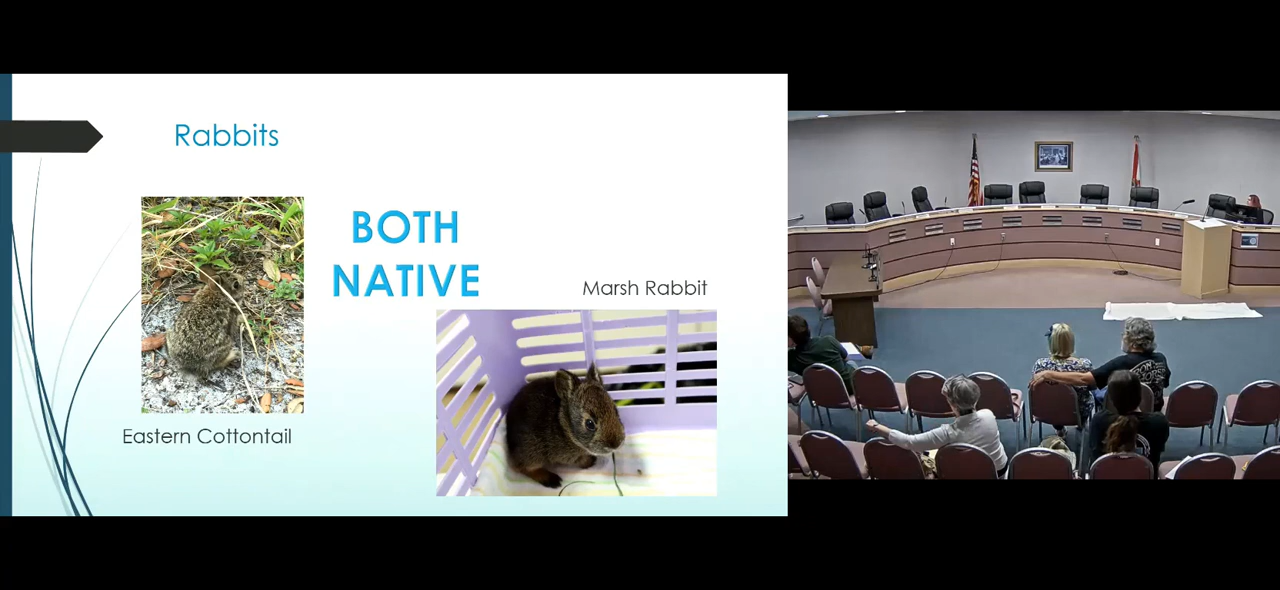 Rabbits
BOTH
NATIVE
Marsh Rabbit
Eastern Cottontail